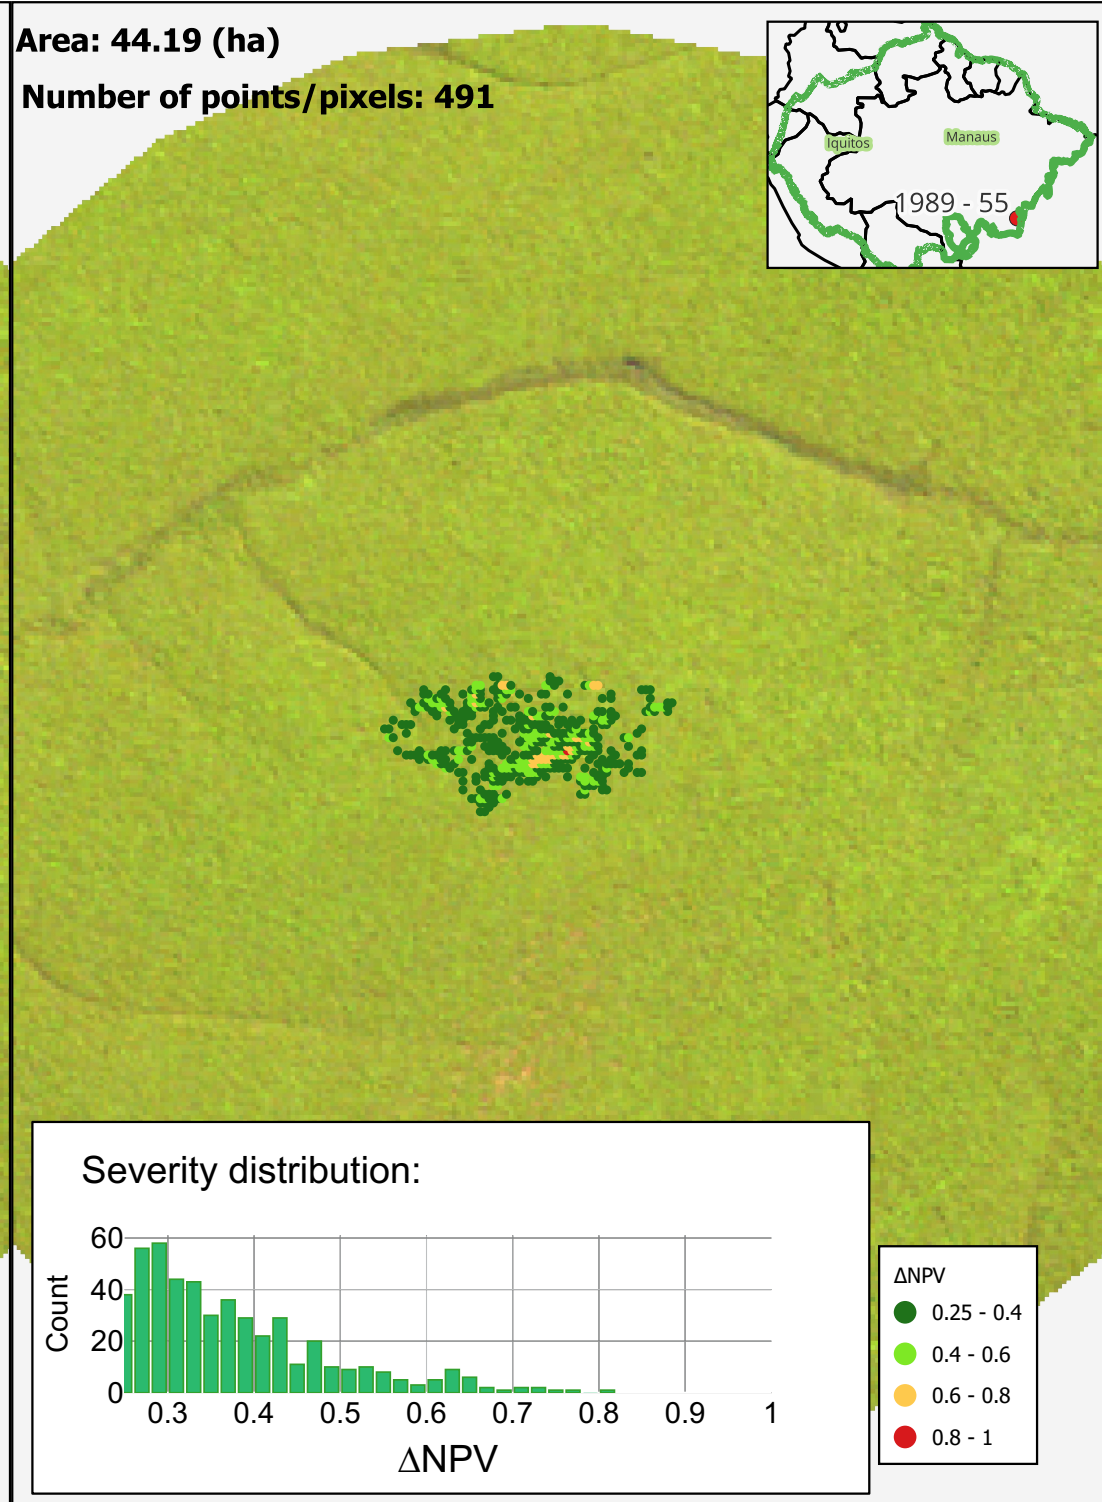 Area: 44.19 (ha)
Number of points/pixels: 491
Iquitos
Manaus
1989 - 55
Severity distribution:
Count
60
40
20
0
0.3 0.4 0.5 0.6 0.7 0.8 0.9 1
ΔNPV
ΔNPV
0.25 - 0.4
0.4 - 0.6
0.6 - 0.8
0.8 - 1